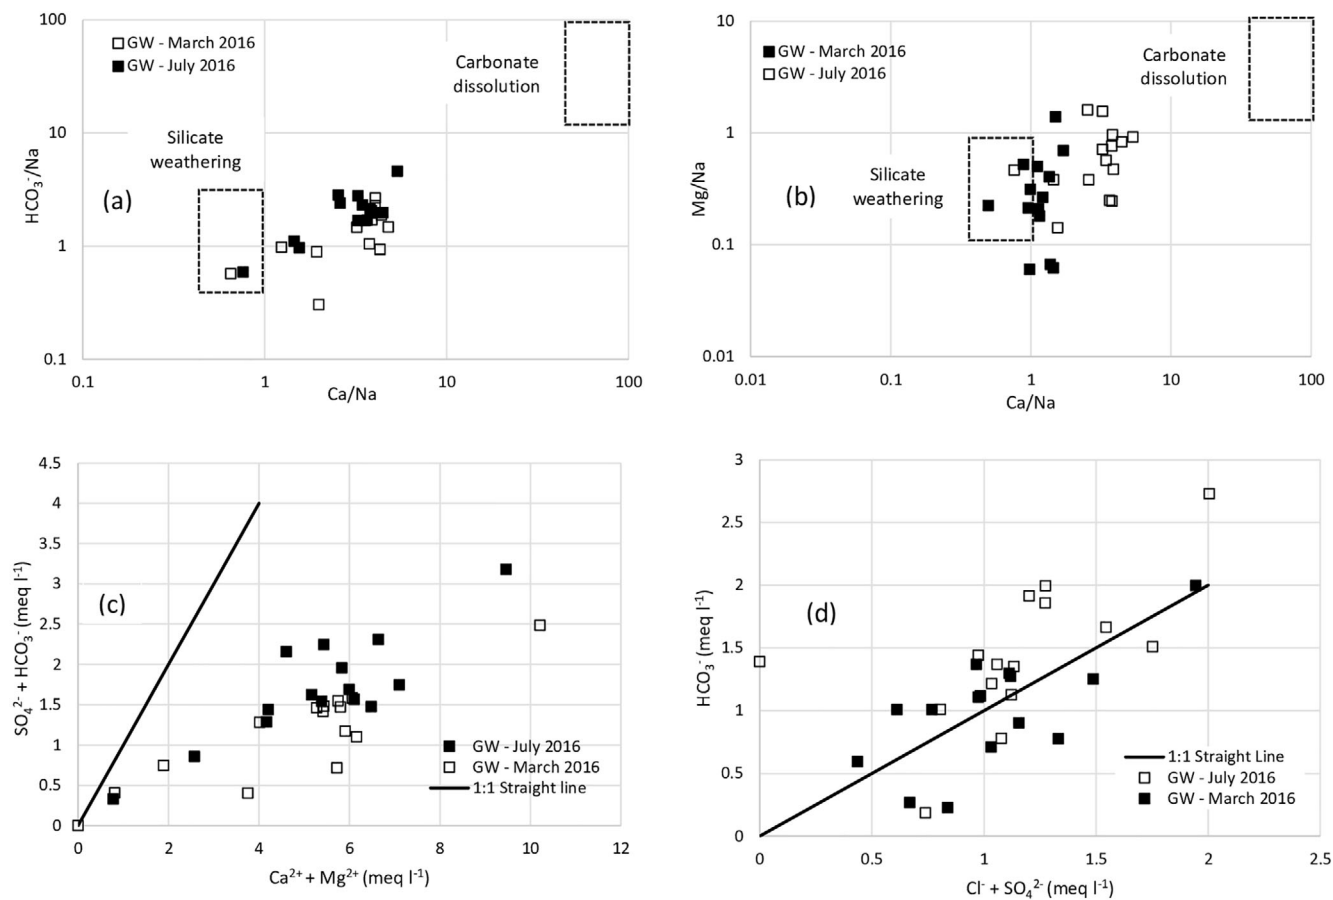 100
GW - March 2016
GW - July 2016
Carbonate
dissolution
10
Silicate
weathering
(a)
1
0.1
HCO₃⁻/Na
0.1
1
10
100
Ca/Na
10
GW - March 2016
GW - July 2016
Carbonate
dissolution
1
Silicate
weathering
(b)
0.1
0.01
Mg/Na
0.01
0.1
1
10
100
Ca/Na
4.5
4
3.5
3
2.5
2
1.5
1
0.5
0
SO₄²⁻ + HCO₃⁻ (meq l⁻¹)
(c)
GW - July 2016
GW - March 2016
1:1 Straight line
0
2
4
6
8
10
12
Ca²⁺ + Mg²⁺ (meq l⁻¹)
3
2.5
2
1.5
1
0.5
0
HCO₃⁻ (meq l⁻¹)
(d)
1:1 Straight Line
GW - July 2016
GW - March 2016
0
0.5
1
1.5
2
2.5
Cl⁻ + SO₄²⁻ (meq l⁻¹)